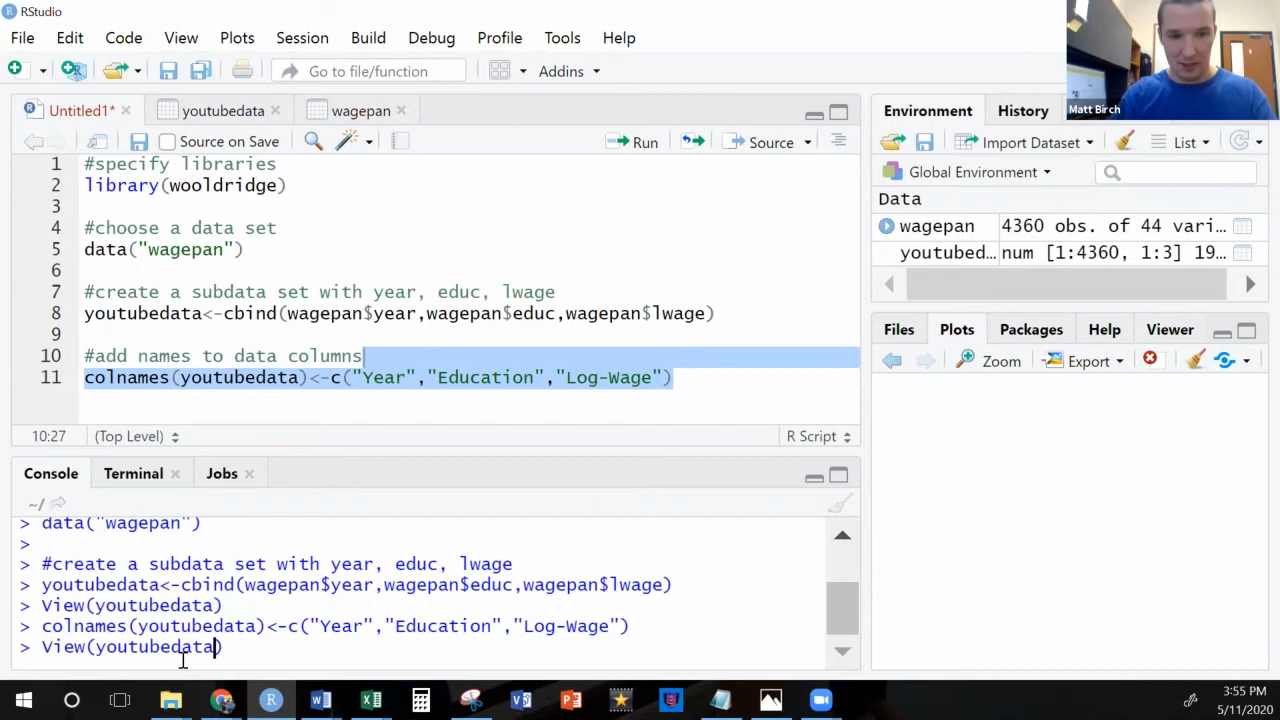 RStudio
File Edit Code View Plots Session Build Debug Profile Tools Help
Go to file/function Addins
Matt Birch
Untitled1* youtubedata wagepan
Source on Save Run Source
1 #specify libraries
2 library(wooldridge)
3
4 #choose a data set
5 data("wagepan")
6
7 #create a subdata set with year, educ, lwage
8 youtubedata<-cbind(wagepan$year,wagepan$educ,wagepan$lwage)
9
10 #add names to data columns
11 colnames(youtubedata)<-c("Year","Education","Log-Wage")
10:27 (Top Level) R Script
Console Terminal Jobs
~/
> data("wagepan")
>
> #create a subdata set with year, educ, lwage
> youtubedata<-cbind(wagepan$year,wagepan$educ,wagepan$lwage)
> View(youtubedata)
> colnames(youtubedata)<-c("Year","Education","Log-Wage")
> View(youtubedata)
Environment History
Import Dataset List
Global Environment
Data
wagepan 4360 obs. of 44 vari...
youtubed... num [1:4360, 1:3] 19...
Files Plots Packages Help Viewer
Zoom Export
3:55 PM
5/11/2020